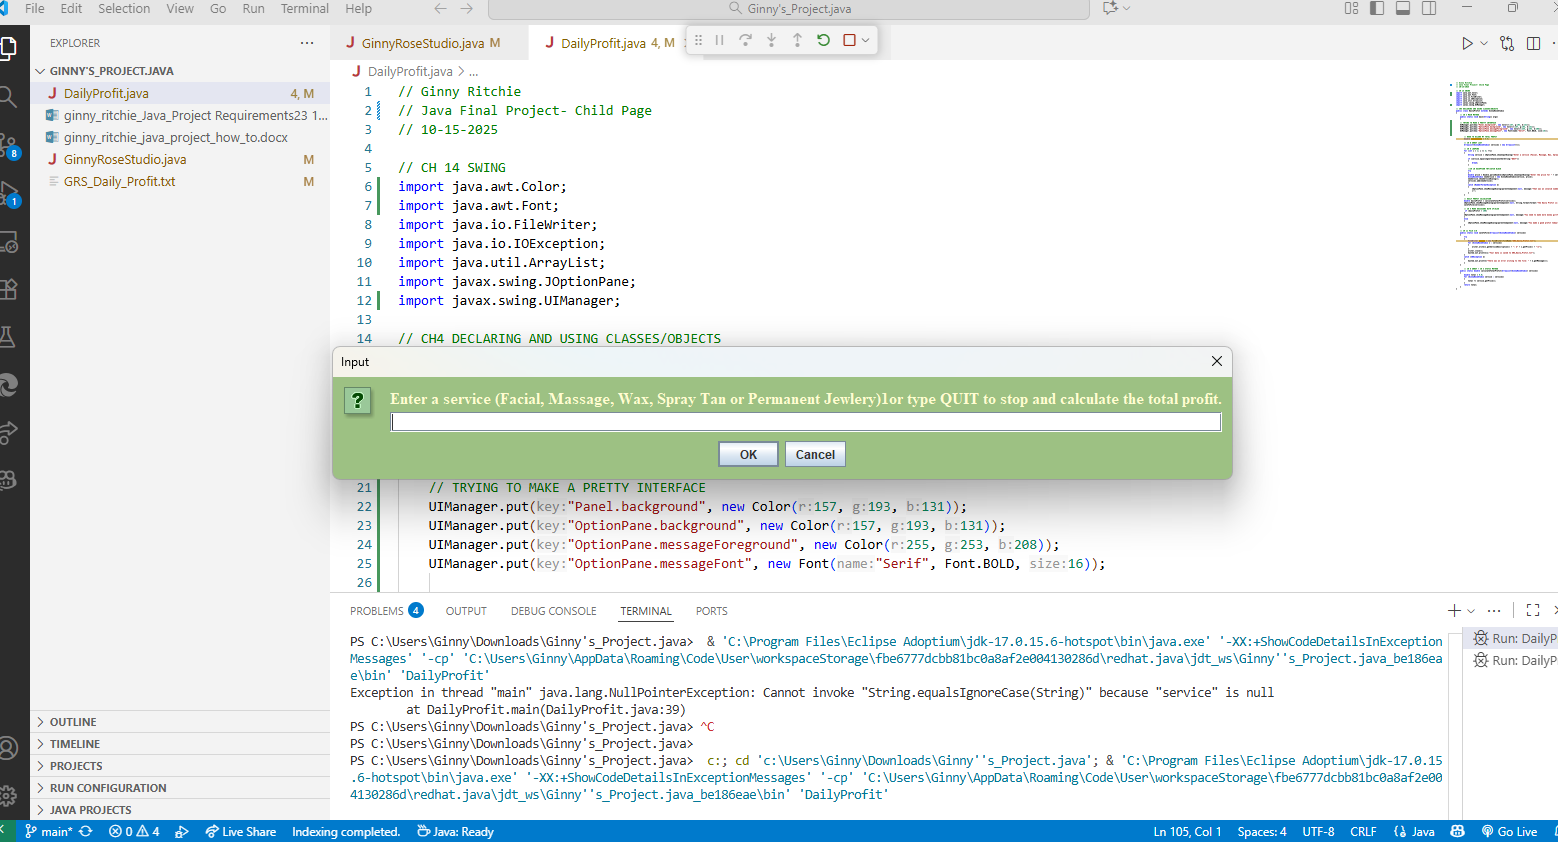 File Edit Selection View Go Run Terminal Help
Ginny's_Project.java
EXPLORER
GINNY'S_PROJECT.JAVA
DailyProfit.java 4, M
ginny_ritchie_Java_Project Requirements23 1...
ginny_ritchie_java_project_how_to.docx
GinnyRoseStudio.java M
GRS_Daily_Profit.txt M
8
1
OUTLINE
TIMELINE
PROJECTS
RUN CONFIGURATION
JAVA PROJECTS
GinnyRoseStudio.java M
DailyProfit.java 4, M
DailyProfit.java > ...
1 // Ginny Ritchie
2 // Java Final Project- Child Page
3 // 10-15-2025
4
5 // CH 14 SWING
6 import java.awt.Color;
7 import java.awt.Font;
8 import java.io.FileWriter;
9 import java.io.IOException;
10 import java.util.ArrayList;
11 import javax.swing.JOptionPane;
12 import javax.swing.UIManager;
13
14 // CH4 DECLARING AND USING CLASSES/OBJECTS
Input
Enter a service (Facial, Massage, Wax, Spray Tan or Permanent Jewlery)1or type QUIT to stop and calculate the total profit.
OK Cancel
21 // TRYING TO MAKE A PRETTY INTERFACE
22 UIManager.put(key:"Panel.background", new Color(r:157, g:193, b:131));
23 UIManager.put(key:"OptionPane.background", new Color(r:157, g:193, b:131));
24 UIManager.put(key:"OptionPane.messageForeground", new Color(r:255, g:253, b:208));
25 UIManager.put(key:"OptionPane.messageFont", new Font(name:"Serif", Font.BOLD, size:16));
26
PROBLEMS 4 OUTPUT DEBUG CONSOLE TERMINAL PORTS
PS C:\Users\Ginny\Downloads\Ginny's_Project.java> & 'C:\Program Files\Eclipse Adoptium\jdk-17.0.15.6-hotspot\bin\java.exe' '-XX:+ShowCodeDetailsInException
Messages' '-cp' 'C:\Users\Ginny\AppData\Roaming\Code\User\workspaceStorage\fbe6777dcbb81bc0a8af2e004130286d\redhat.java\jdt_ws\Ginny''s_Project.java_be186ea
e\bin' 'DailyProfit'
Exception in thread "main" java.lang.NullPointerException: Cannot invoke "String.equalsIgnoreCase(String)" because "service" is null
at DailyProfit.main(DailyProfit.java:39)
PS C:\Users\Ginny\Downloads\Ginny's_Project.java> ^C
PS C:\Users\Ginny\Downloads\Ginny's_Project.java>
PS C:\Users\Ginny\Downloads\Ginny's_Project.java> c:; cd 'c:\Users\Ginny\Downloads\Ginny''s_Project.java'; & 'C:\Program Files\Eclipse Adoptium\jdk-17.0.15
.6-hotspot\bin\java.exe' '-XX:+ShowCodeDetailsInExceptionMessages' '-cp' 'C:\Users\Ginny\AppData\Roaming\Code\User\workspaceStorage\fbe6777dcbb81bc0a8af2e00
4130286d\redhat.java\jdt_ws\Ginny''s_Project.java_be186eae\bin' 'DailyProfit'
Run: DailyP
Run: DailyP
main* 0 4 Live Share Indexing completed. Java: Ready
Ln 105, Col 1 Spaces: 4 UTF-8 CRLF Java Go Live